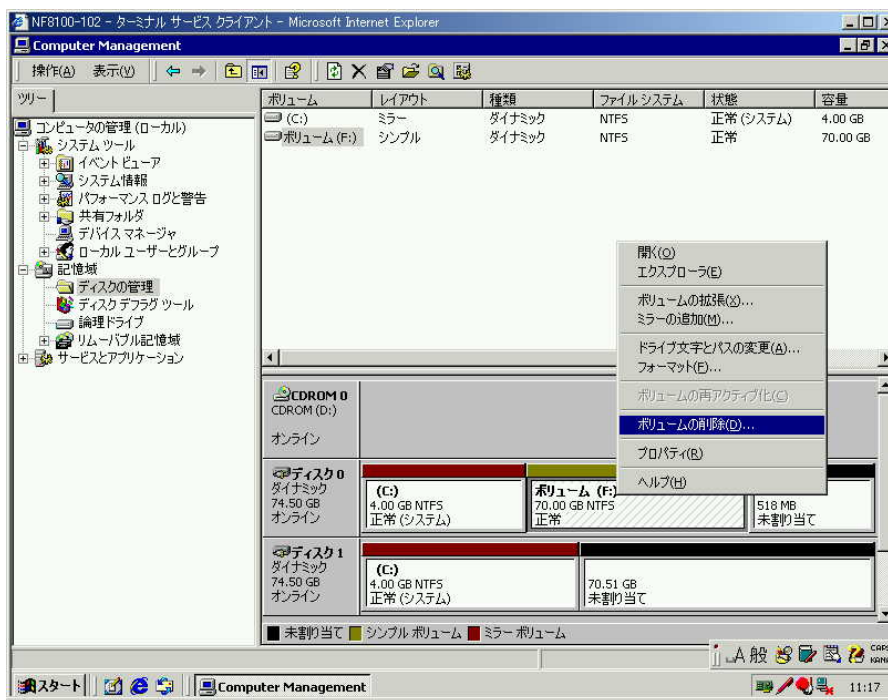 NF8100-102 - ターミナル サービス クライアント - Microsoft Internet Explorer
Computer Management
操作(A) 表示(V)
ツリー
コンピュータの管理 (ローカル)
システム ツール
イベント ビューア
システム情報
パフォーマンス ログと警告
共有フォルダ
デバイス マネージャ
ローカル ユーザーとグループ
記憶域
ディスクの管理
ディスク デフラグ ツール
論理ドライブ
リムーバブル記憶域
サービスとアプリケーション
ボリューム レイアウト 種類 ファイル システム 状態 容量
(C:) ミラー ダイナミック NTFS 正常 (システム) 4.00 GB
ボリューム (F:) シンプル ダイナミック NTFS 正常 70.00 GB
開く(O)
エクスプローラ(E)
ボリュームの拡張(X)...
ミラーの追加(M)...
ドライブ文字とパスの変更(A)...
フォーマット(F)...
ボリュームの再アクティブ化(C)
ボリュームの削除(D)...
プロパティ(R)
ヘルプ(H)
CDROM 0
CDROM (D:)
オンライン
ディスク 0
ダイナミック
74.50 GB
オンライン
(C:)
4.00 GB NTFS
正常 (システム)
ボリューム (F:)
70.00 GB NTFS
正常
518 MB
未割り当て
ディスク 1
ダイナミック
74.50 GB
オンライン
(C:)
4.00 GB NTFS
正常 (システム)
70.51 GB
未割り当て
未割り当て シンプル ボリューム ミラー ボリューム
A 般 CAPS
KANA
スタート Computer Management 11:17